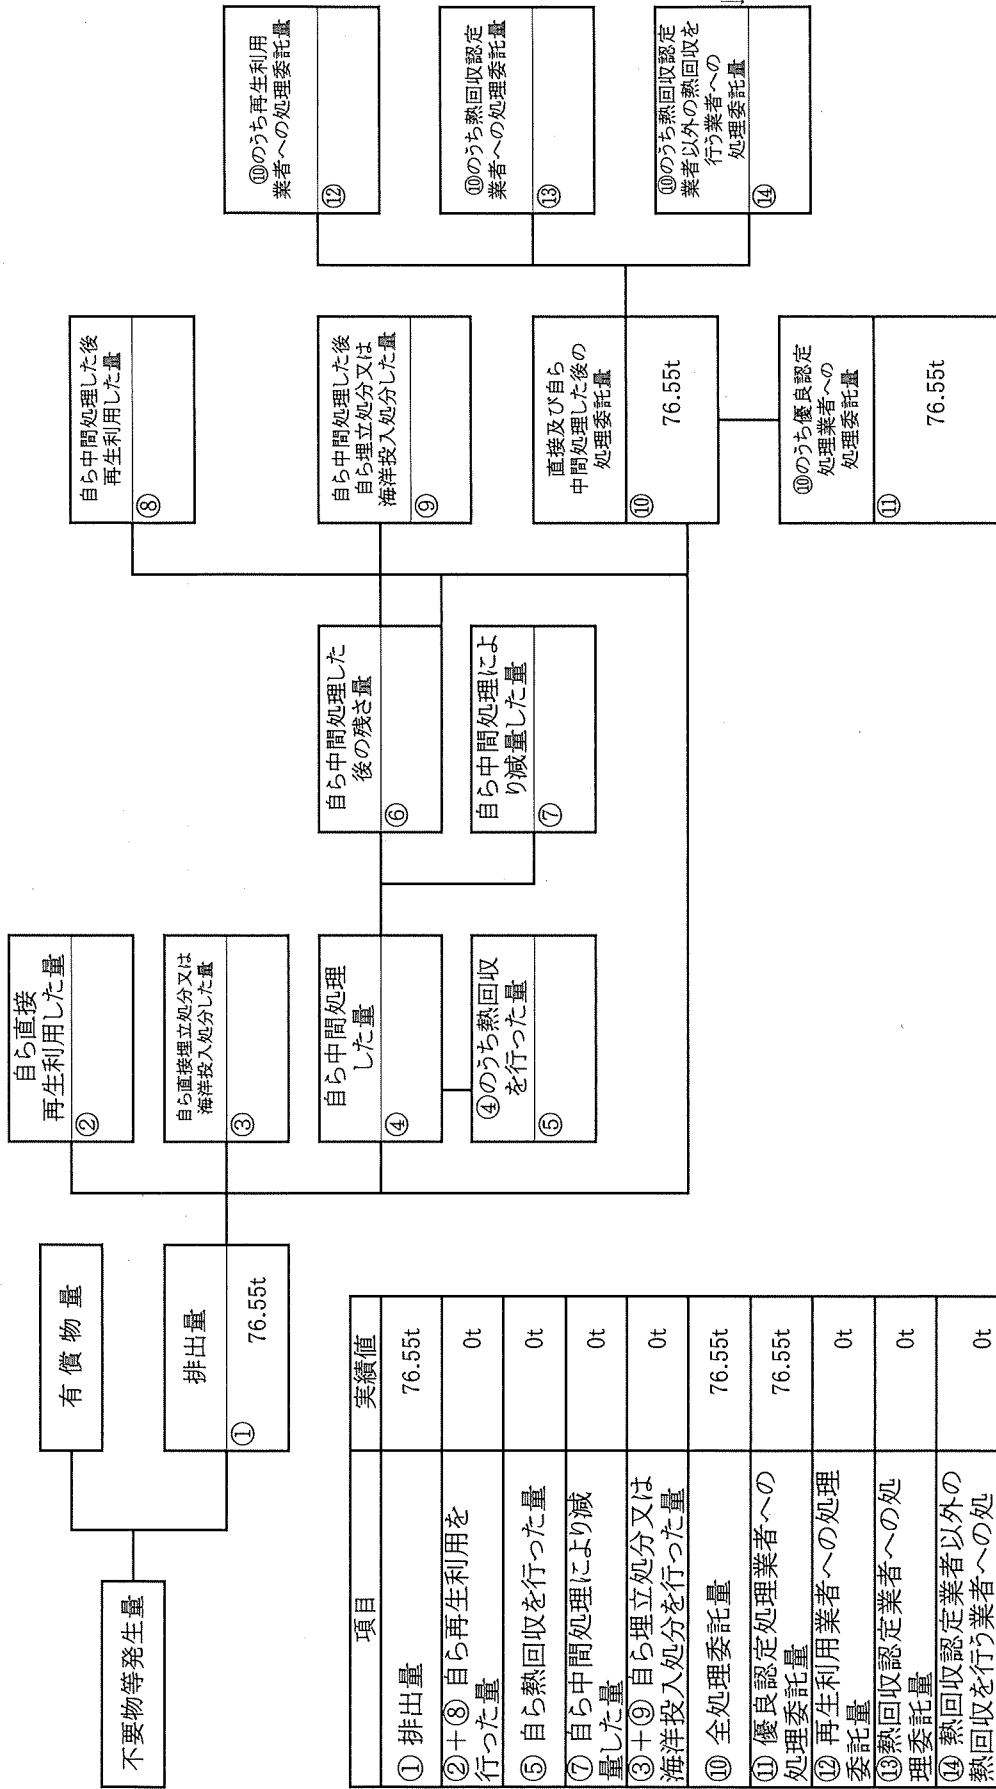 不要物等発生量
有償物量
排出量
①
76.55t
自ら直接
再生利用した量
②
自ら直接埋立処分又は
海洋投入処分した量
③
自ら中間処理
した量
④
④のうち熱回収
を行った量
⑤
自ら中間処理した
後の残さ量
⑥
自ら中間処理によ
り減量した量
⑦
自ら中間処理した後
再生利用した量
⑧
自ら中間処理した後
自ら埋立処分又は
海洋投入処分した量
⑨
直接及び自ら
中間処理した後の
処理委託量
⑩
76.55t
⑩のうち優良認定
処理業者への
処理委託量
⑪
76.55t
⑩のうち再生利用
業者への処理委託量
⑫
⑩のうち熱回収認定
業者への処理委託量
⑬
⑩のうち熱回収認定
業者以外の熱回収を
行う業者への
処理委託量
⑭
項目 実績値
① 排出量 76.55t
②+⑧ 自ら再生利用を
行った量 0t
⑤ 自ら熱回収を行った量 0t
⑦ 自ら中間処理により減
量した量 0t
③+⑨ 自ら埋立処分又は
海洋投入処分を行った量 0t
⑩ 全処理委託量 76.55t
⑪ 優良認定処理業者への
処理委託量 76.55t
⑫ 再生利用業者への処理
委託量 0t
⑬熱回収認定業者への処
理委託量 0t
⑭ 熱回収認定業者以外の
熱回収を行う業者への処 0t